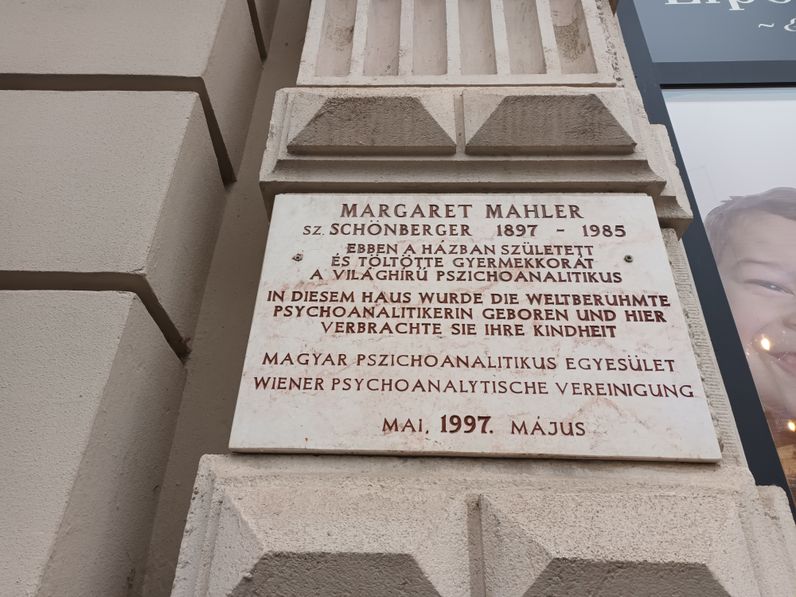 MARGARET MAHLER
SZ. SCHÖNBERGER 1897 - 1985
EBBEN A HÁZBAN SZÜLETETT
ÉS TÖLTÖTTE GYERMEKKORÁT
A VILÁGHÍRŰ PSZICHOANALITIKUS
IN DIESEM HAUS WURDE DIE WELTBERÜHMTE
PSYCHOANALITIKERIN GEBOREN UND HIER
VERBRACHTE SIE IHRE KINDHEIT
MAGYAR PSZICHOANALITIKUS EGYESÜLET
WIENER PSYCHOANALYTISCHE VEREINIGUNG
MAI. 1997. MÁJUS